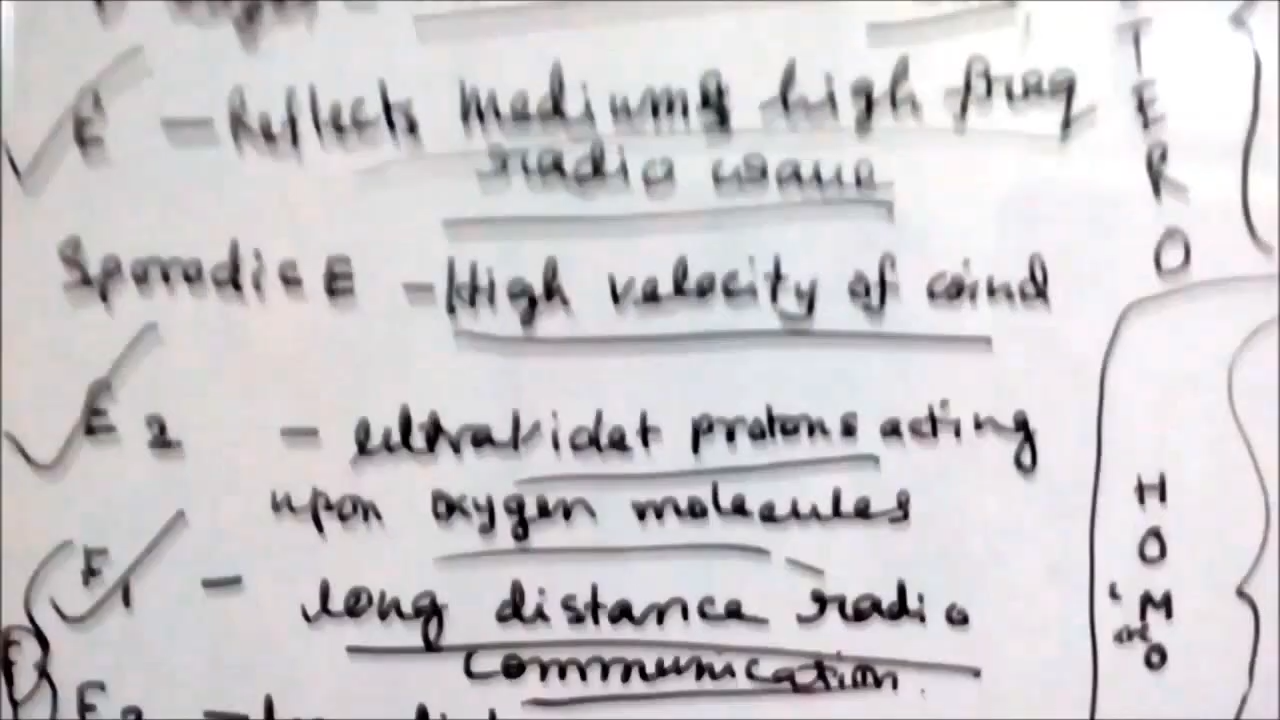 E - Reflects medium & high freq
radio wave
Sporadic E - High velocity of wind
E2 - ultraviolet protons acting
upon oxygen molecules
F1 - long distance radio
communication.
T
E
R
O
H
O
M
O